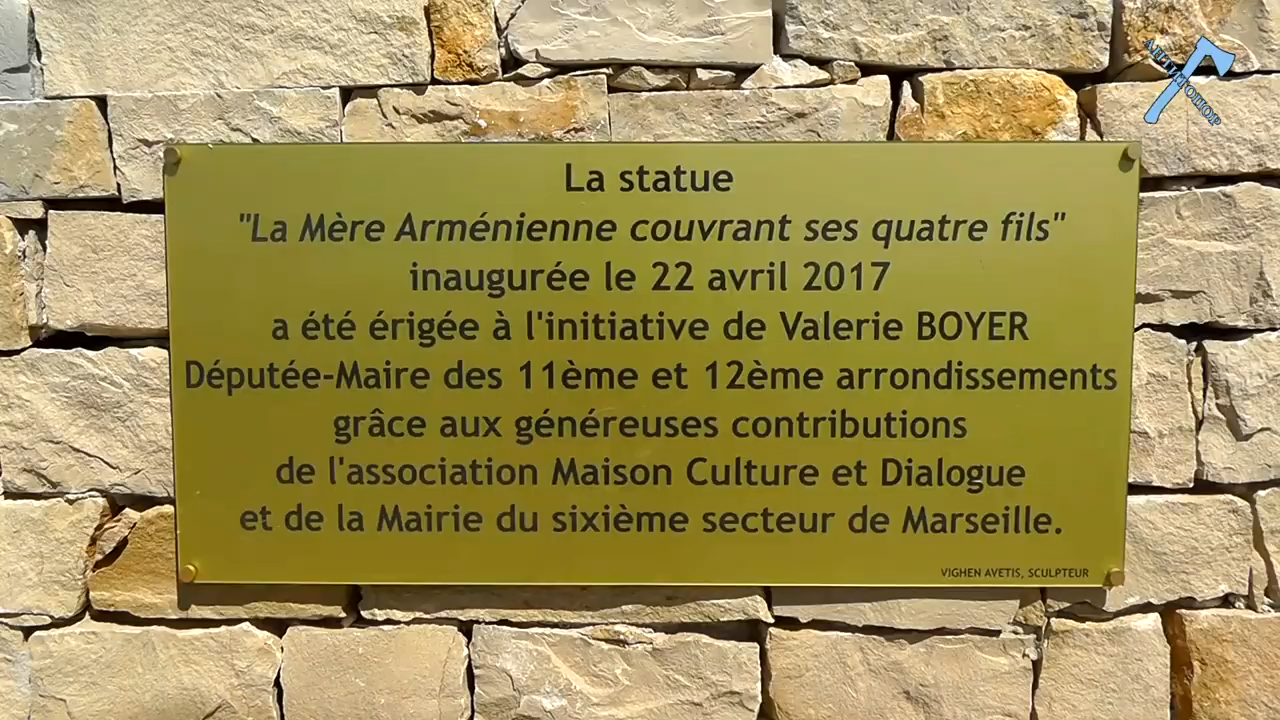 АНТИТОПОР
La statue
"La Mère Arménienne couvrant ses quatre fils"
inaugurée le 22 avril 2017
a été érigée à l'initiative de Valerie BOYER
Députée-Maire des 11ème et 12ème arrondissements
grâce aux généreuses contributions
de l'association Maison Culture et Dialogue
et de la Mairie du sixième secteur de Marseille.
VIGHEN AVETIS, SCULPTEUR